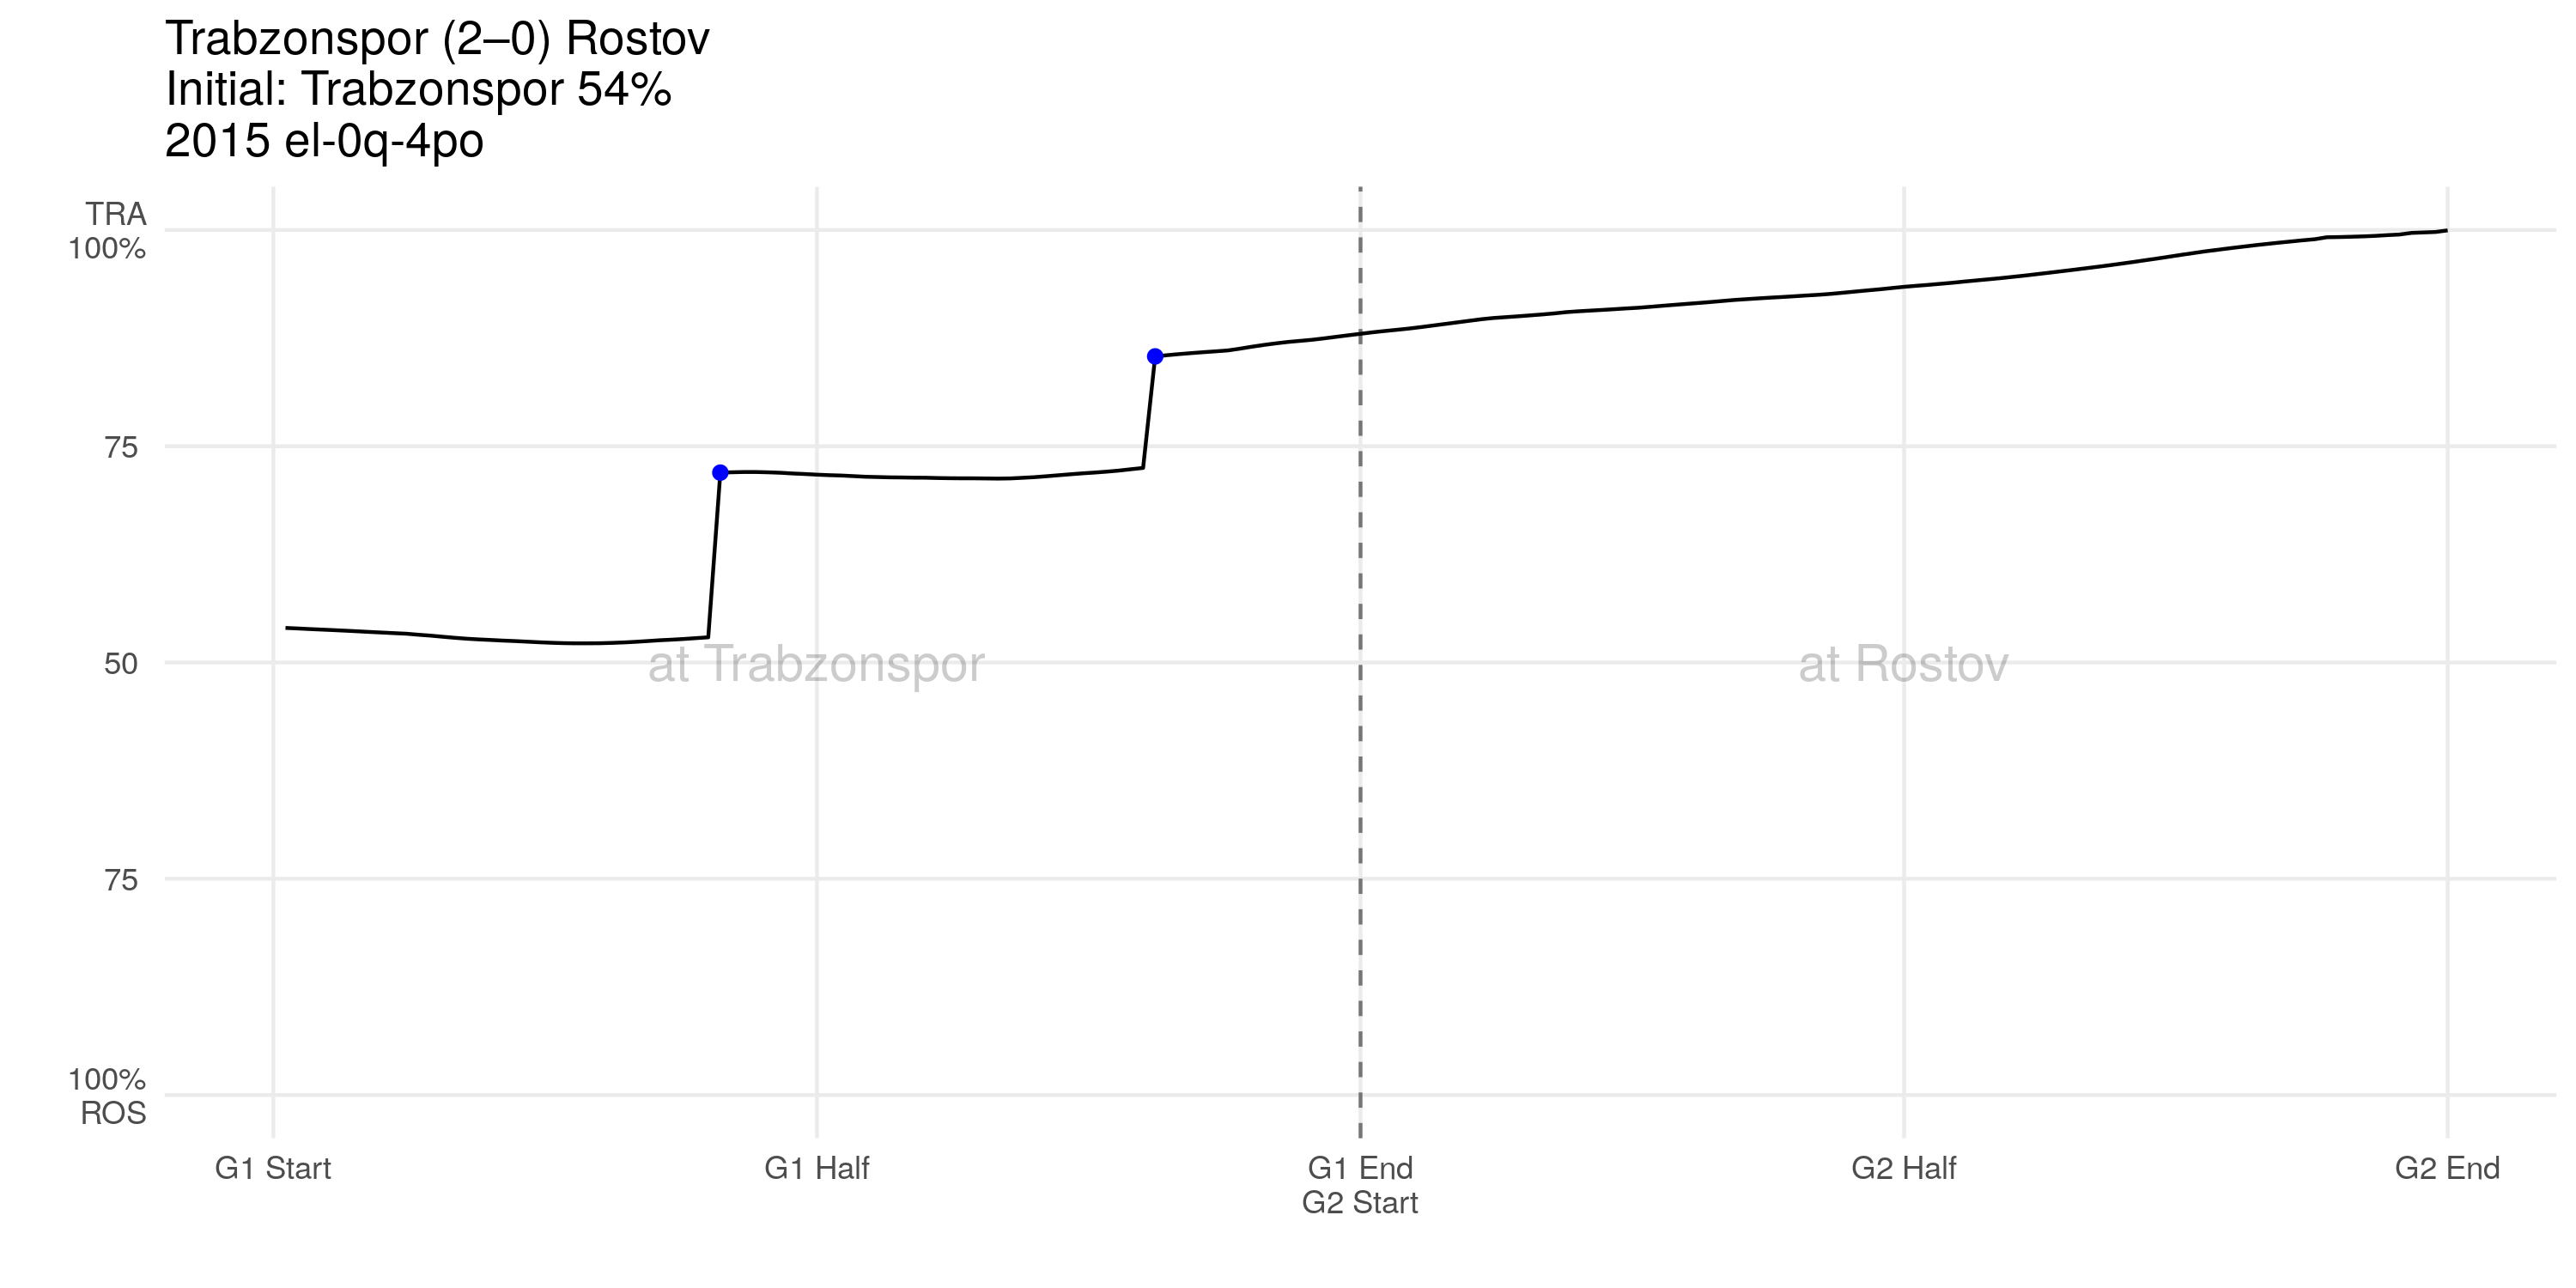 Trabzonspor (2–0) Rostov
Initial: Trabzonspor 54%
2015 el-0q-4po
TRA
100%
75
50
75
100%
ROS
at Trabzonspor
at Rostov
G1 Start
G1 Half
G1 End
G2 Start
G2 Half
G2 End